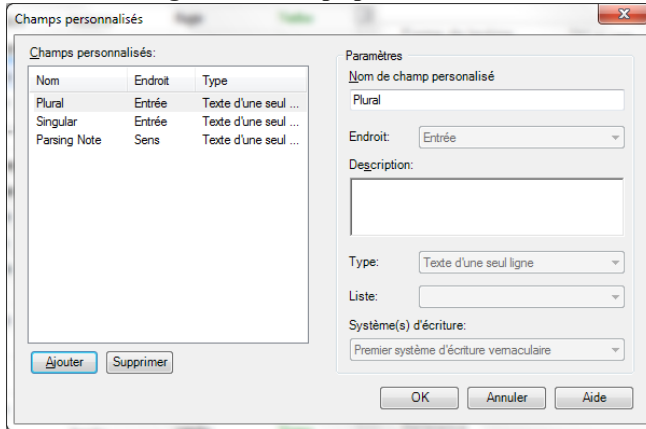 Champs personnalisés
Champs personnalisés:
Nom Endroit Type
Plural Entrée Texte d'une seul ...
Singular Entrée Texte d'une seul ...
Parsing Note Sens Texte d'une seul ...
Ajouter Supprimer
Paramètres
Nom de champ personalisé
Plural
Endroit: Entrée
Description:
Type: Texte d'une seul ligne
Liste:
Système(s) d'écriture:
Premier système d'écriture vernaculaire
OK Annuler Aide